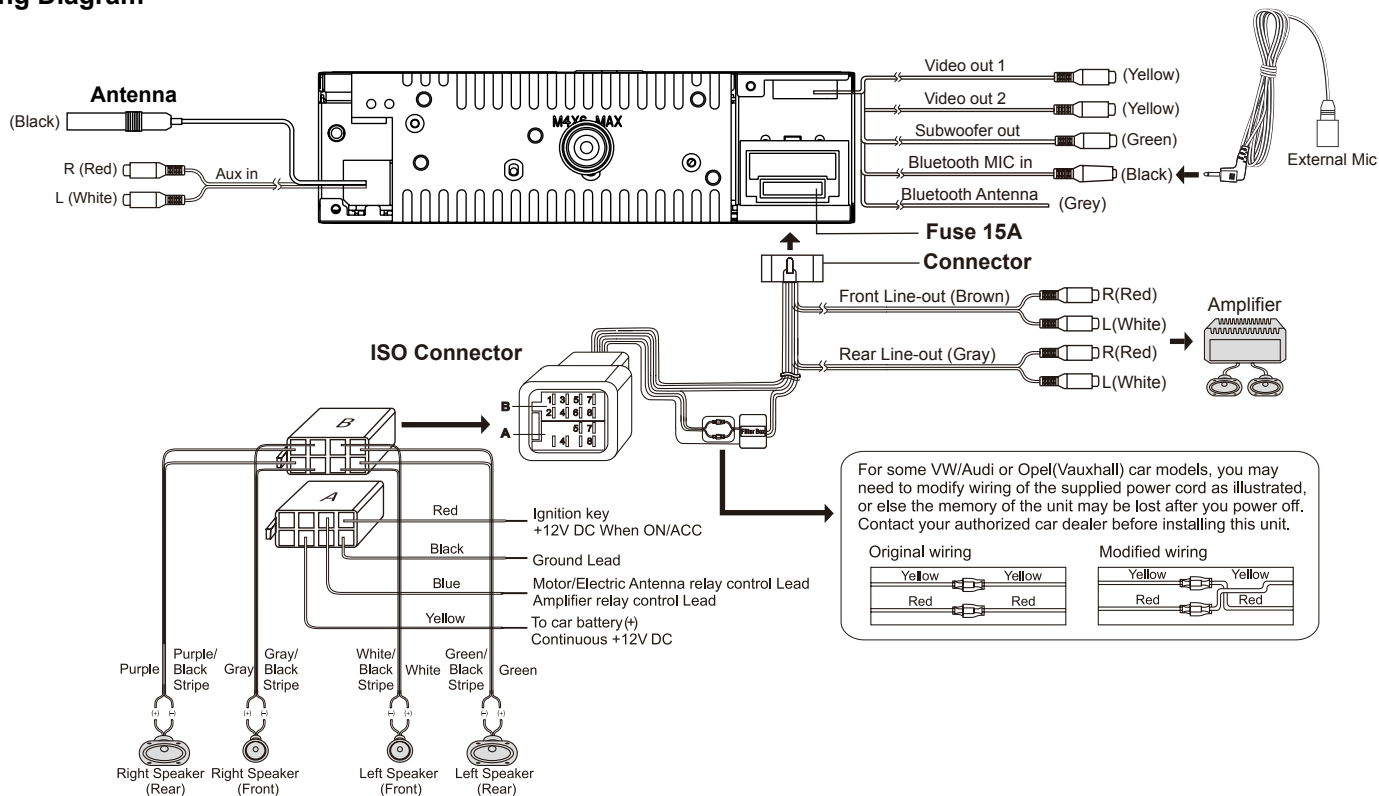 ng Diagram
Antenna
(Black)
R (Red)
L (White)
Aux in
M4X6 MAX
Video out 1
(Yellow)
Video out 2
(Yellow)
Subwoofer out
(Green)
Bluetooth MIC in
(Black)
External Mic
Bluetooth Antenna
(Grey)
Fuse 15A
Connector
Front Line-out (Brown)
R(Red)
L(White)
Rear Line-out (Gray)
R(Red)
L(White)
Amplifier
ISO Connector
B
A
1 3 5 7
2 4 6 8
5 7
4 8
Filter Box
B
A
Red
Ignition key
+12V DC When ON/ACC
Black
Ground Lead
Blue
Motor/Electric Antenna relay control Lead
Amplifier relay control Lead
Yellow
To car battery(+)
Continuous +12V DC
For some VW/Audi or Opel(Vauxhall) car models, you may
need to modify wiring of the supplied power cord as illustrated,
or else the memory of the unit may be lost after you power off.
Contact your authorized car dealer before installing this unit.
Original wiring
Yellow Yellow
Red Red
Modified wiring
Yellow Yellow
Red Red
Purple
Purple/
Black
Stripe
Gray
Gray/
Black
Stripe
White/
Black
Stripe
White
Green/
Black
Stripe
Green
(+) (-)
(+) (-)
(-) (+)
(-) (+)
Right Speaker
(Rear)
Right Speaker
(Front)
Left Speaker
(Front)
Left Speaker
(Rear)